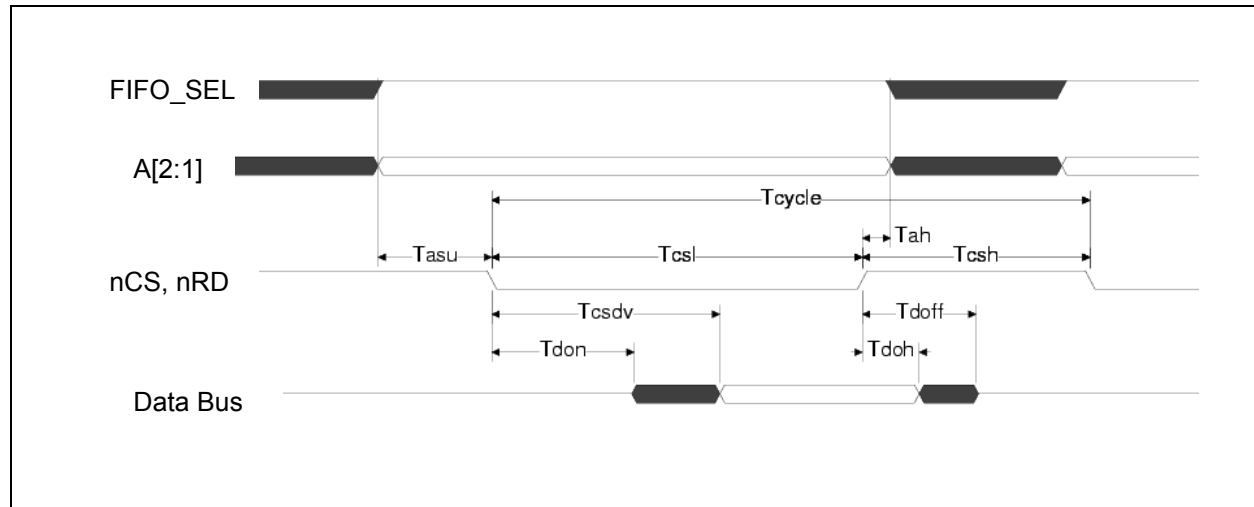 FIFO_SEL
A[2:1]
Tcycle
Tah
Tasu
Tcsl
Tcsh
nCS, nRD
Tcsdv
Tdoff
Tdon
Tdoh
Data Bus